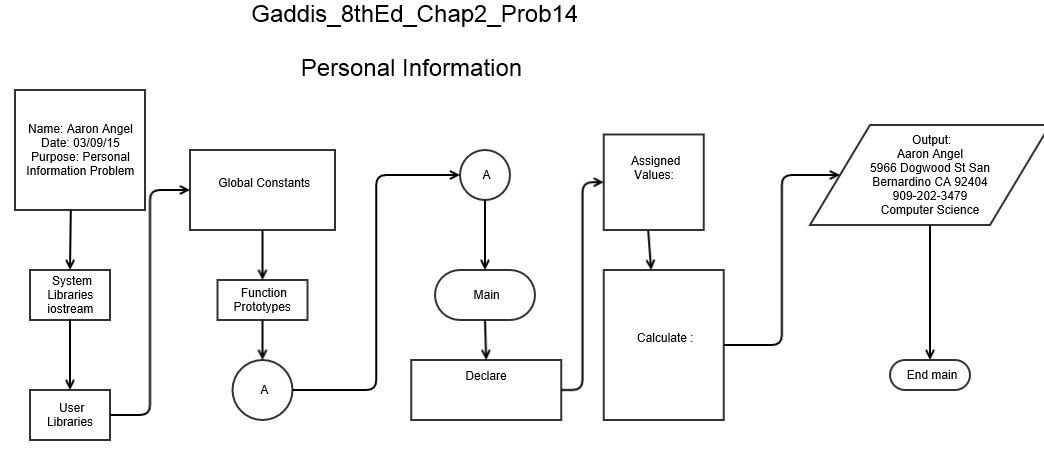 Gaddis_8thEd_Chap2_Prob14
Personal Information
Name: Aaron Angel
Date: 03/09/15
Purpose: Personal
Information Problem
System
Libraries
iostream
User
Libraries
Global Constants
Function
Prototypes
A
A
Main
Declare
Assigned
Values:
Calculate :
Output:
Aaron Angel
5966 Dogwood St San
Bernardino CA 92404
909-202-3479
Computer Science
End main